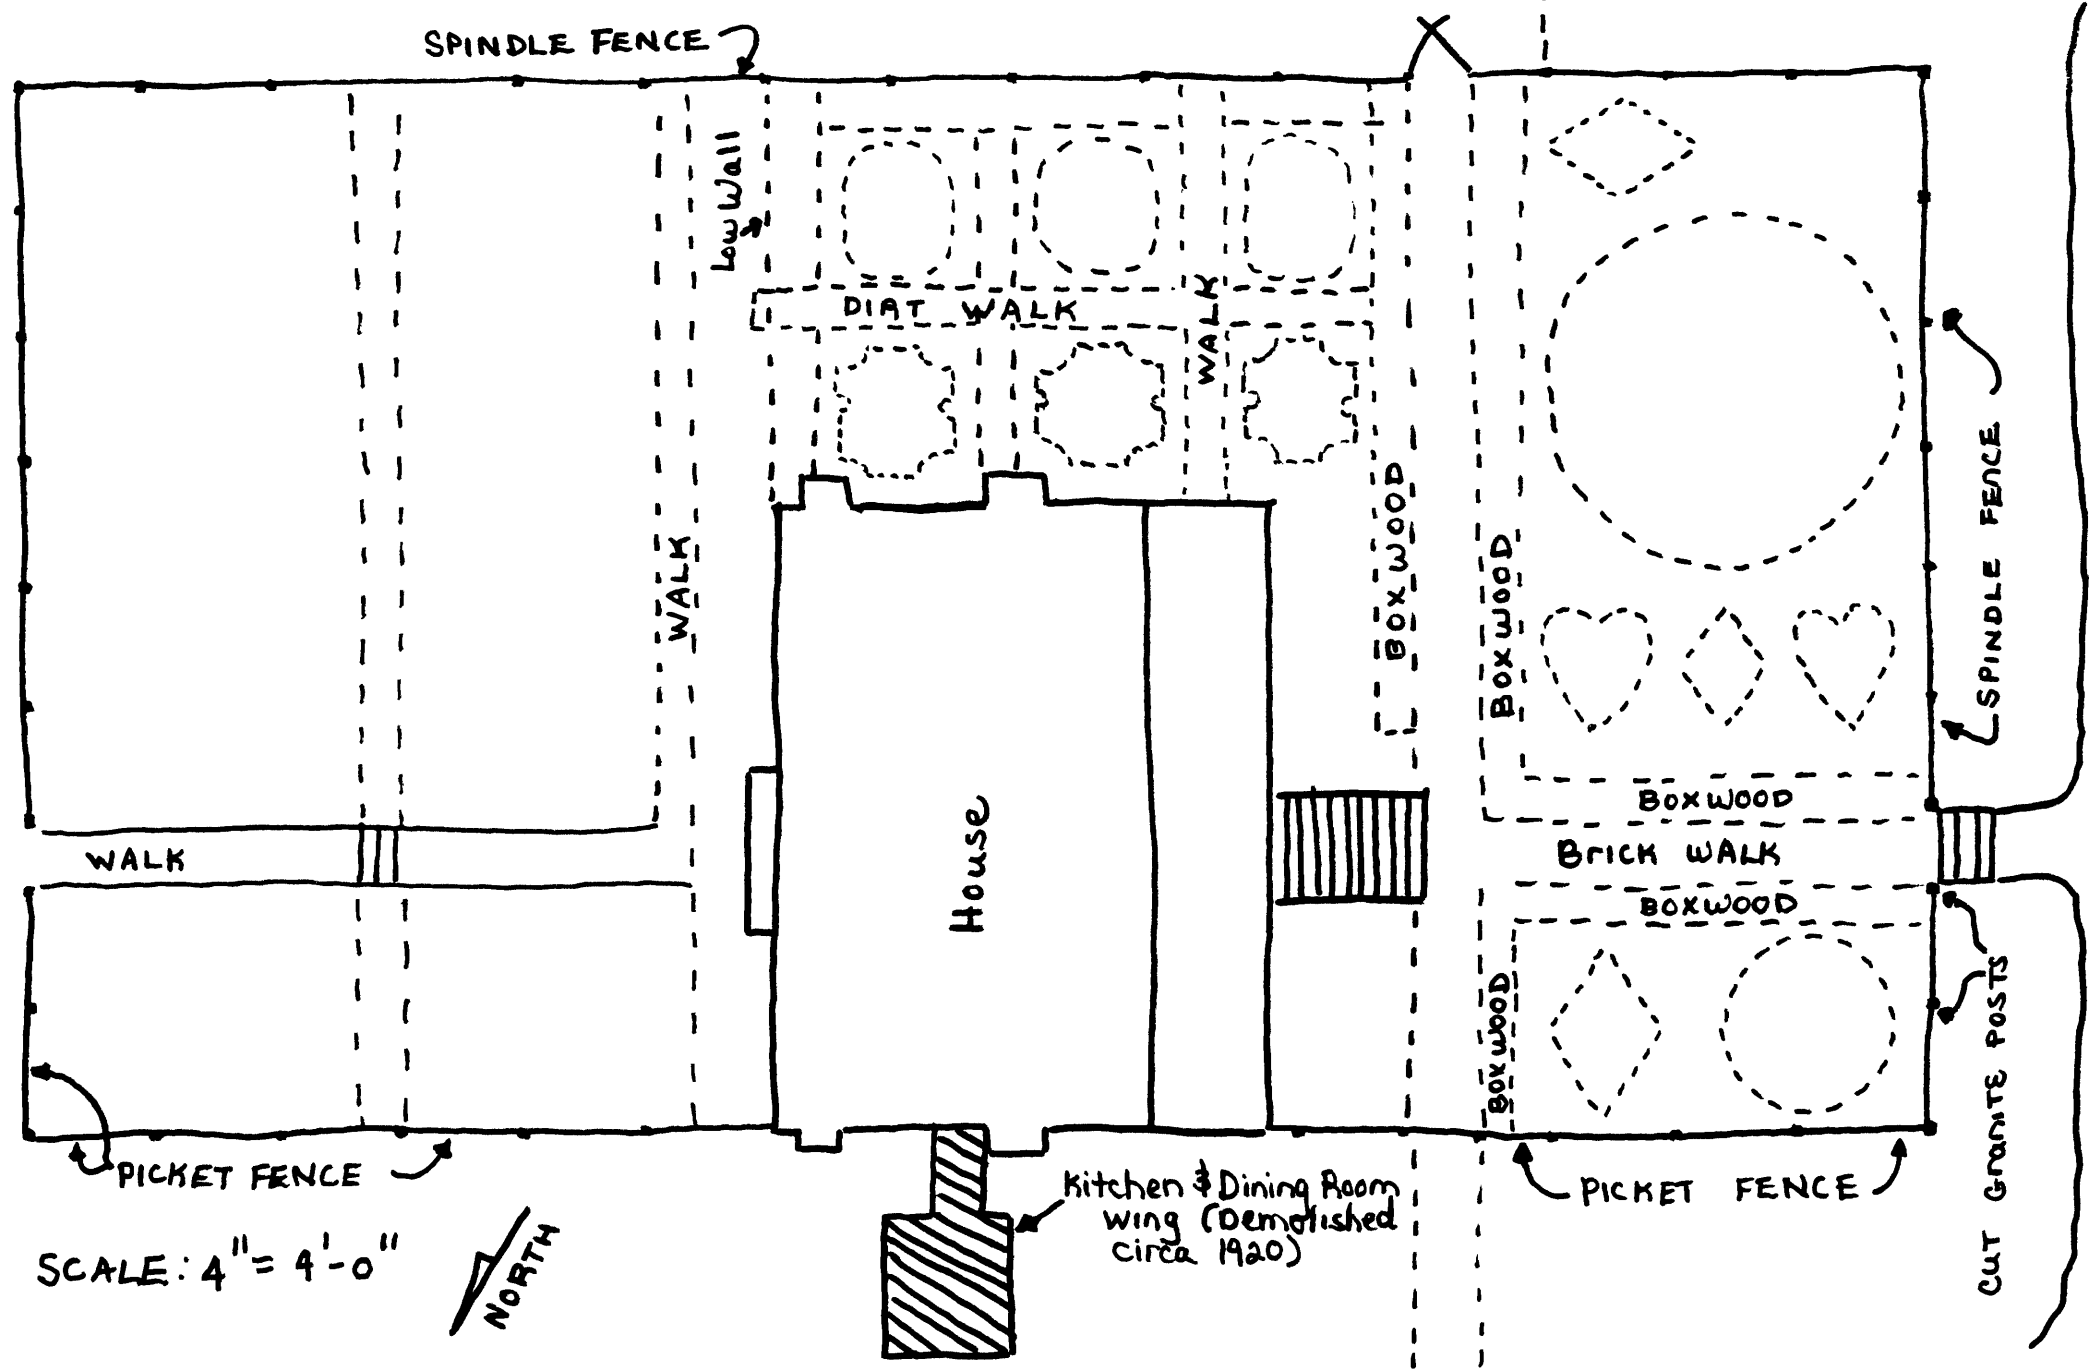 SPINDLE FENCE
Low Wall
DIRT WALK
WALK
WALK
BOXWOOD
BOXWOOD
SPINDLE FENCE
House
BOXWOOD
WALK
BrICK WALK
BOXWOOD
BOXWOOD
CUT GranITE POSTS
PICKET FENCE
Kitchen & Dining Room
wing (Demolished
circa 1920)
PICKET FENCE
SCALE: 4"= 4'-0"
NORTH